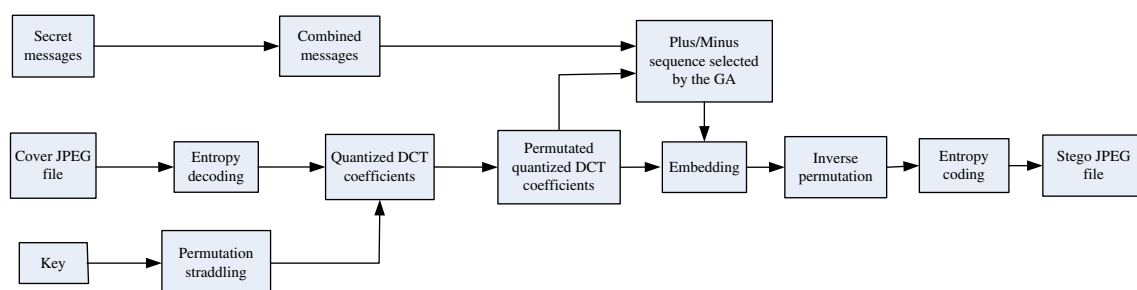 Secret
messages
Combined
messages
Plus/Minus
sequence selected
by the GA
Cover JPEG
file
Entropy
decoding
Quantized DCT
coefficients
Permutated
quantized DCT
coefficients
Embedding
Inverse
permutation
Entropy
coding
Stego JPEG
file
Key
Permutation
straddling